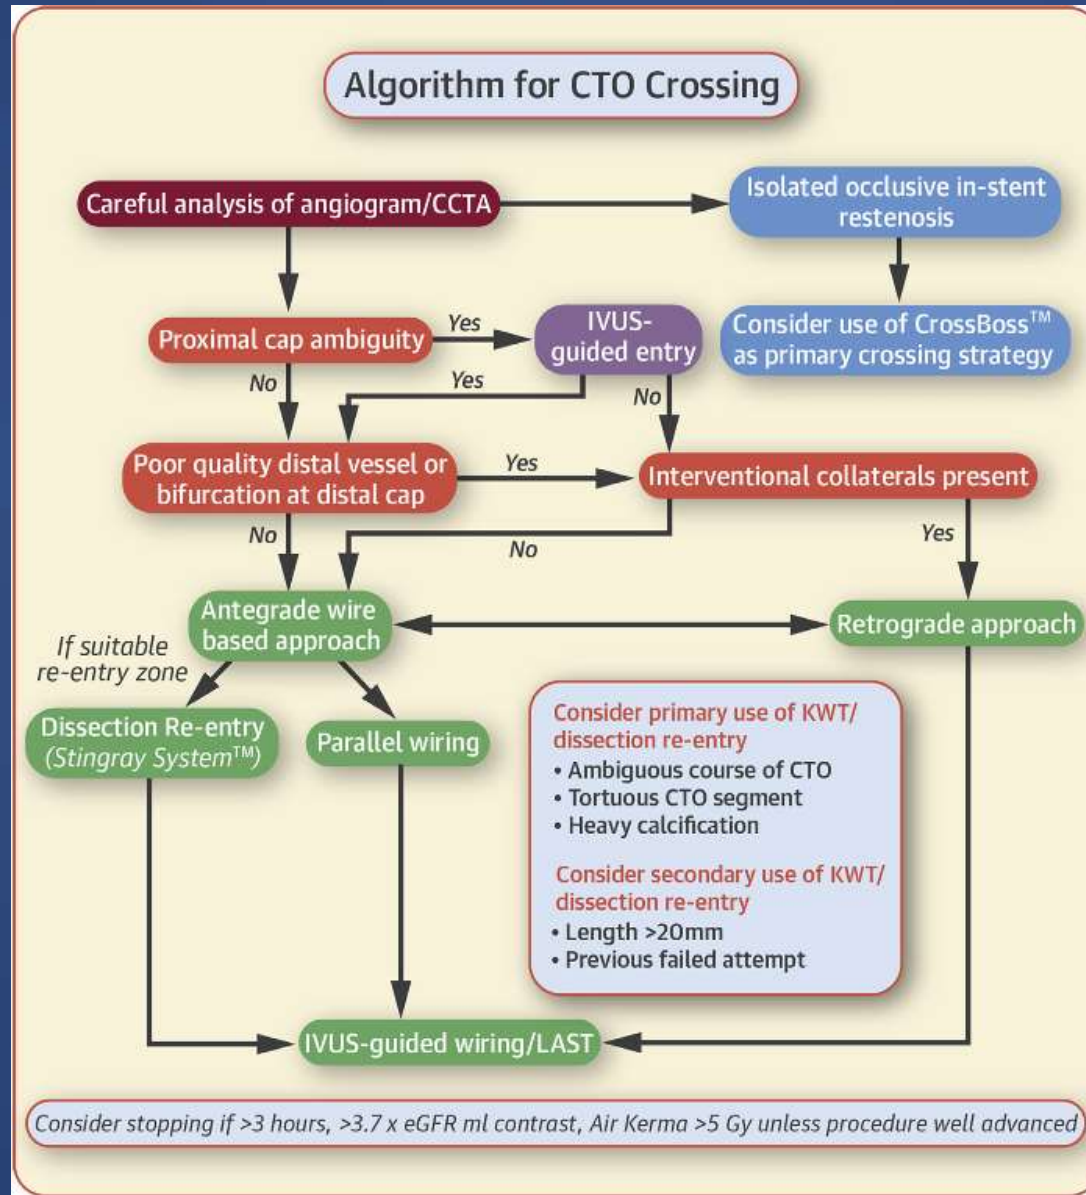 Algorithm for CTO Crossing
Careful analysis of angiogram/CCTA
Isolated occlusive in-stent
restenosis
Proximal cap ambiguity
Yes
IVUS-
guided entry
Consider use of CrossBoss™
as primary crossing strategy
No
Yes
No
Poor quality distal vessel or
bifurcation at distal cap
Yes
Interventional collaterals present
No
No
Yes
Antegrade wire
based approach
Retrograde approach
If suitable
re-entry zone
Dissection Re-entry
(Stingray System™)
Parallel wiring
Consider primary use of KWT/
dissection re-entry
• Ambiguous course of CTO
• Tortuous CTO segment
• Heavy calcification
Consider secondary use of KWT/
dissection re-entry
• Length >20mm
• Previous failed attempt
IVUS-guided wiring/LAST
Consider stopping if >3 hours, >3.7 x eGFR ml contrast, Air Kerma >5 Gy unless procedure well advanced